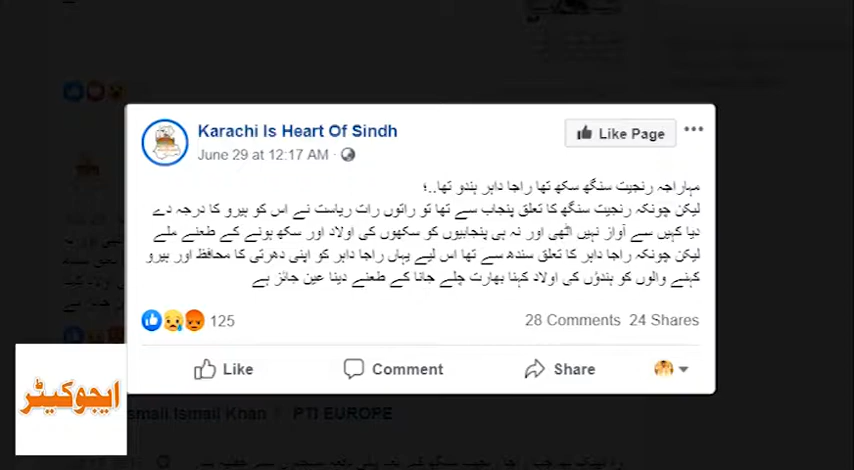 Karachi Is Heart Of Sindh
June 29 at 12:17 AM
Like Page
مہاراجہ رنجیت سنگھ سکھ تھا راجا داہر ہندو تھا..؛
لیکن چونکہ رنجیت سنگھ کا تعلق پنجاب سے تھا تو راتوں رات ریاست نے اس کو ہیرو کا درجہ دے
دیا کہیں سے آواز نہیں اٹھی اور نہ ہی پنجابیوں کو سکھوں کی اولاد اور سکھ ہونے کے طعنے ملے
لیکن چونکہ راجا داہر کا تعلق سندھ سے تھا اس لیے یہاں راجا داہر کو اپنی دھرتی کا محافظ اور ہیرو
کہنے والوں کو ہندؤں کی اولاد کہنا بھارت چلے جانا کے طعنے دینا عین جائز ہے
125
28 Comments 24 Shares
Like Comment Share
ایجوکیٹر
Ismail Khan
PTI EUROPE